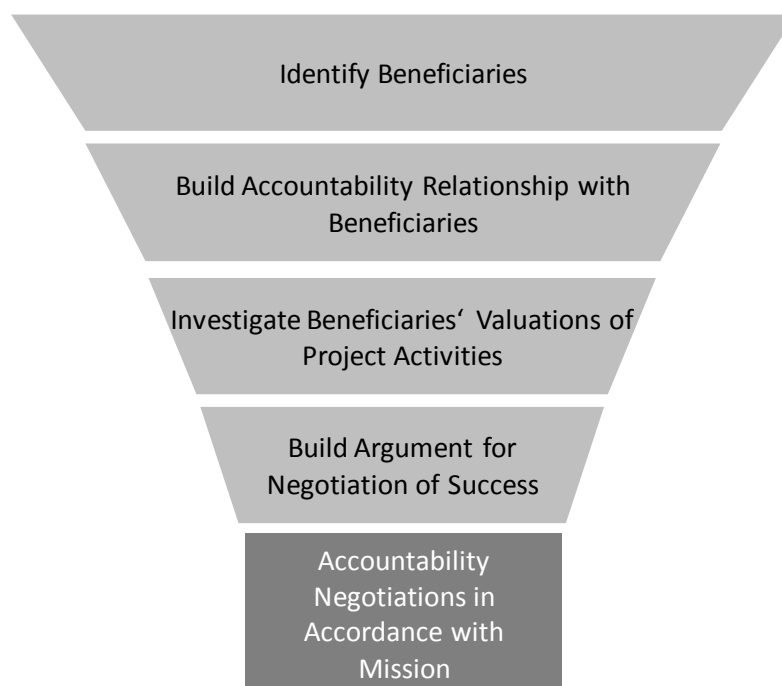 Identify Beneficiaries
Build Accountability Relationship with
Beneficiaries
Investigate Beneficiaries‘ Valuations of
Project Activities
Build Argument for
Negotiation of Success
Accountability
Negotiations in
Accordance with
Mission